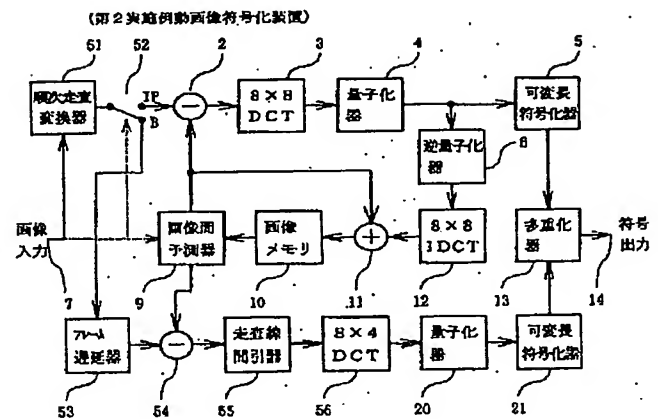 (第2実施例動画像符号化装置)
51
52
2
3
4
5
順次走査
変換器
IP
B
−
8×8
DCT
量子化
器
可変長
符号化器
逆量子化
器
6
画像
入力
画像間
予測器
画像
メモリ
+
8×8
IDCT
多重化
器
符号
出力
7
9
10
11
12
13
14
フレーム
遅延器
−
走査線
間引器
8×4
DCT
量子化
器
可変長
符号化器
53
54
55
56
20
21